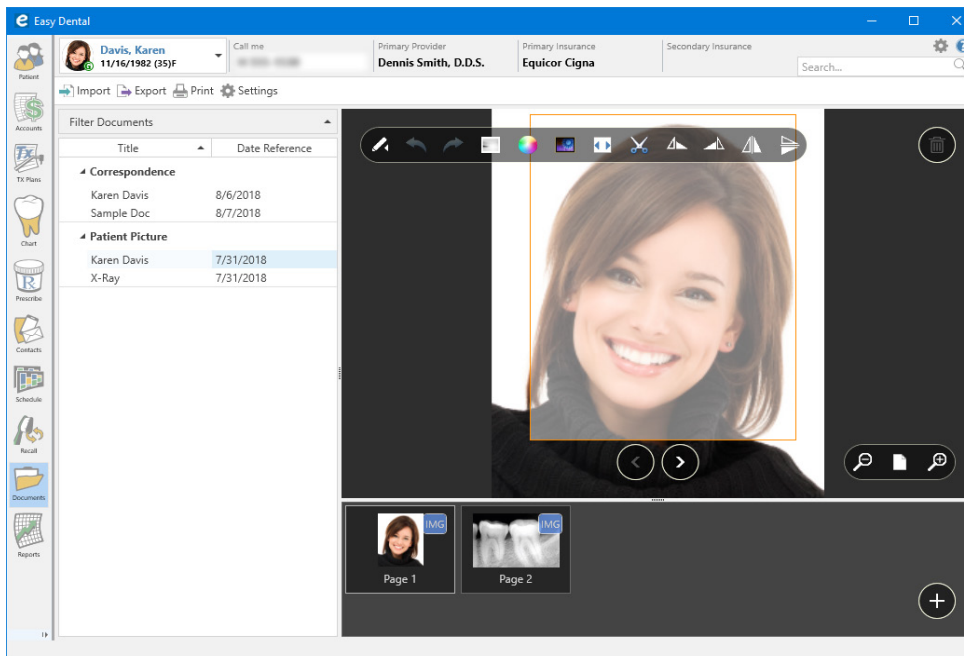 Easy Dental
Davis, Karen
11/16/1982 (35)F
Call me
Primary Provider
Dennis Smith, D.D.S.
Primary Insurance
Equicor Cigna
Secondary Insurance
Search...
Patient
Accounts
TX Plans
Chart
Prescribe
Contacts
Schedule
Recall
Documents
Reports
Import
Export
Print
Settings
Filter Documents
Title Date Reference
Correspondence
Karen Davis 8/6/2018
Sample Doc 8/7/2018
Patient Picture
Karen Davis 7/31/2018
X-Ray 7/31/2018
IMG
Page 1
IMG
Page 2